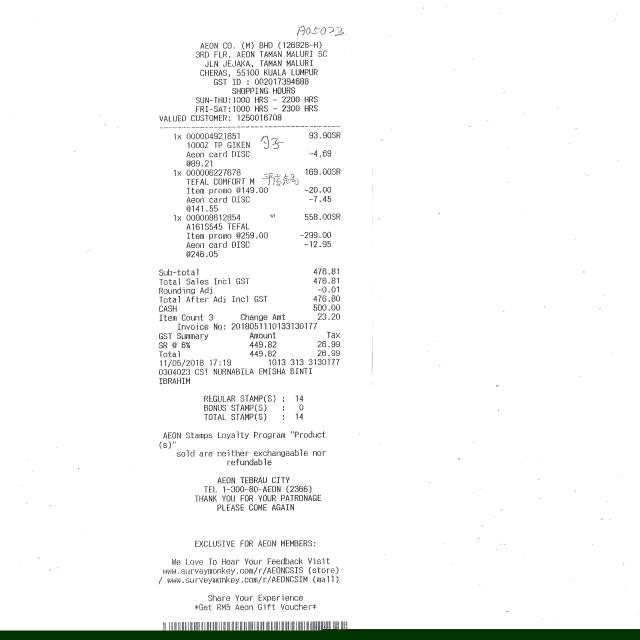 A05023
AEON CO. (M) BHD (126926-H)
3RD FLR, AEON TAMAN MALURI SC
JLN JEJAKA, TAMAN MALURI
CHERAS, 55100 KUALA LUMPUR
GST ID : 002017394688
SHOPPING HOURS
SUN-THU:1000 HRS - 2200 HRS
FRI-SAT:1000 HRS - 2300 HRS
VALUED CUSTOMER: 1250016708
1x 000004921851 93.90SR
100OZ TP GIKEN
Aeon card DISC -4.69
@89.21
1x 000006227678 169.00SR
TEFAL COMFORT M
Item promo @149.00 -20.00
Aeon card DISC -7.45
@141.55
1x 000008612854 558.00SR
A161S545 TEFAL
Item promo @259.00 -299.00
Aeon card DISC -12.95
@246.05
Sub-total 476.81
Total Sales Incl GST 476.81
Rounding Adj -0.01
Total After Adj Incl GST 476.80
CASH 500.00
Item Count 3 Change Amt 23.20
Invoice No: 2018051110133130177
GST Summary Amount Tax
SR @ 6% 449.82 26.99
Total 449.82 26.99
11/05/2018 17:19 1013 313 3130177
0304023 CST NURNABILA EMISHA BINTI
IBRAHIM
REGULAR STAMP(S) : 14
BONUS STAMP(S) : 0
TOTAL STAMP(S) : 14
AEON Stamps Loyalty Program "Product
(s)"
sold are neither exchangeable nor
refundable
AEON TEBRAU CITY
TEL 1-300-80-AEON (2366)
THANK YOU FOR YOUR PATRONAGE
PLEASE COME AGAIN
EXCLUSIVE FOR AEON MEMBERS:
We Love To Hear Your Feedback Visit
www.surveymonkey.com/r/AEONCSIS (store)
/ www.surveymonkey.com/r/AEONCSIM (mall)
Share Your Experience
*Get RM5 Aeon Gift Voucher*